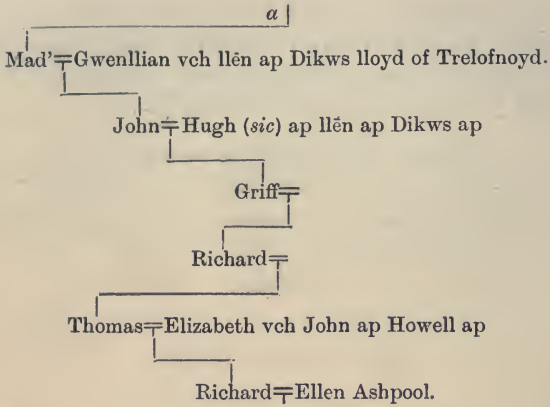 a
Mad' Gwenllian vch llēn ap Dikws lloyd of Trelofnoyd.
John Hugh (sic) ap llēn ap Dikws ap
Griff
Richard
Thomas Elizabeth vch John ap Howell ap
Richard Ellen Ashpool.